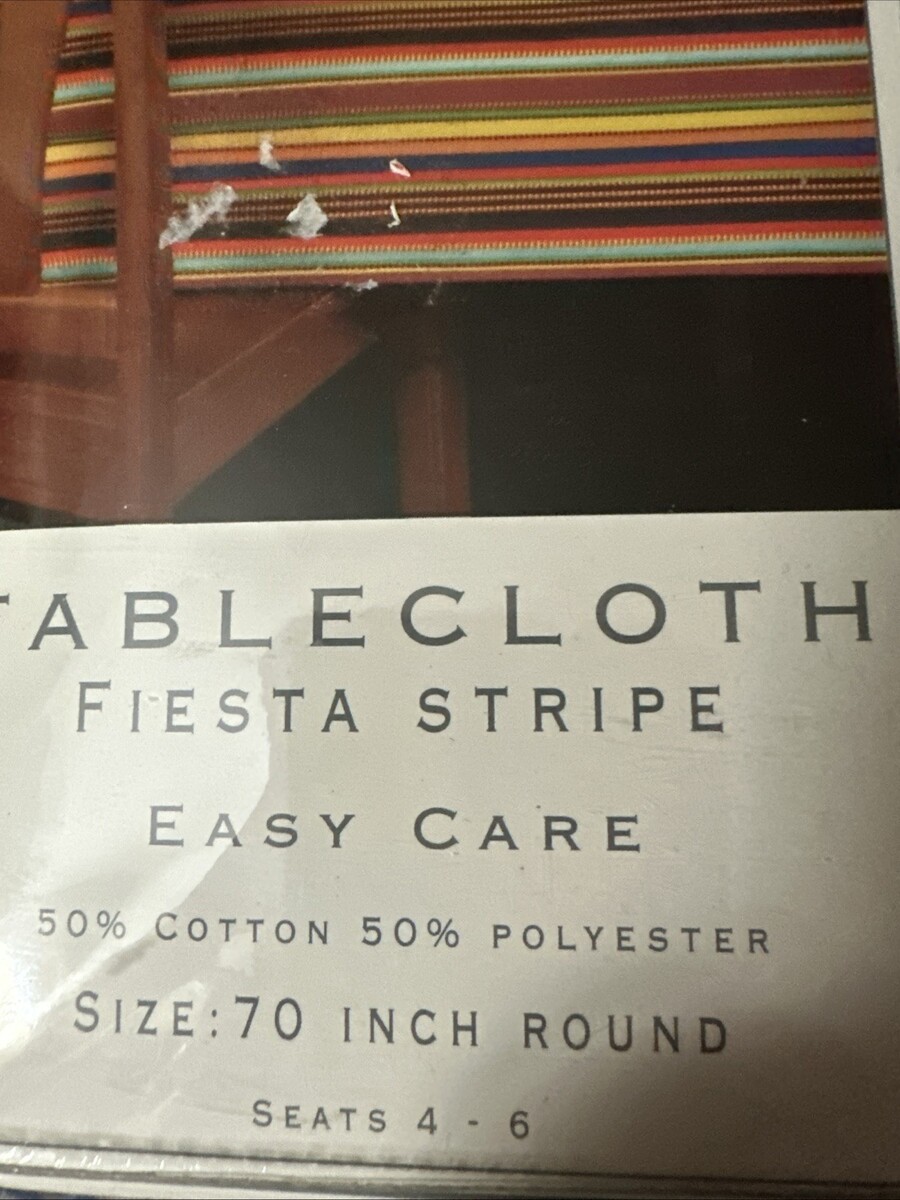 TABLECLOTH
FIESTA STRIPE
EASY CARE
50% COTTON 50% POLYESTER
SIZE:70 INCH ROUND
SEATS 4 - 6